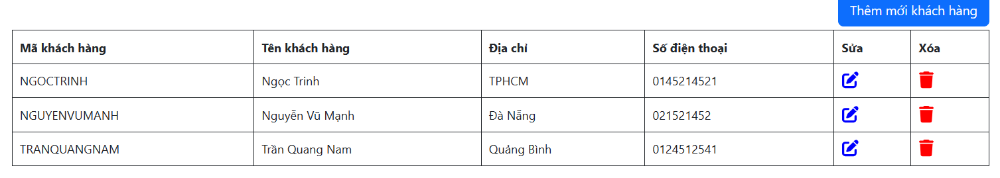 Thêm mới khách hàng
Mã khách hàng Tên khách hàng Địa chỉ Số điện thoại Sửa Xóa
NGOCTRINH Ngọc Trinh TPHCM 0145214521
NGUYENVUMANH Nguyễn Vũ Mạnh Đà Nẵng 021521452
TRANQUANGNAM Trần Quang Nam Quảng Bình 0124512541